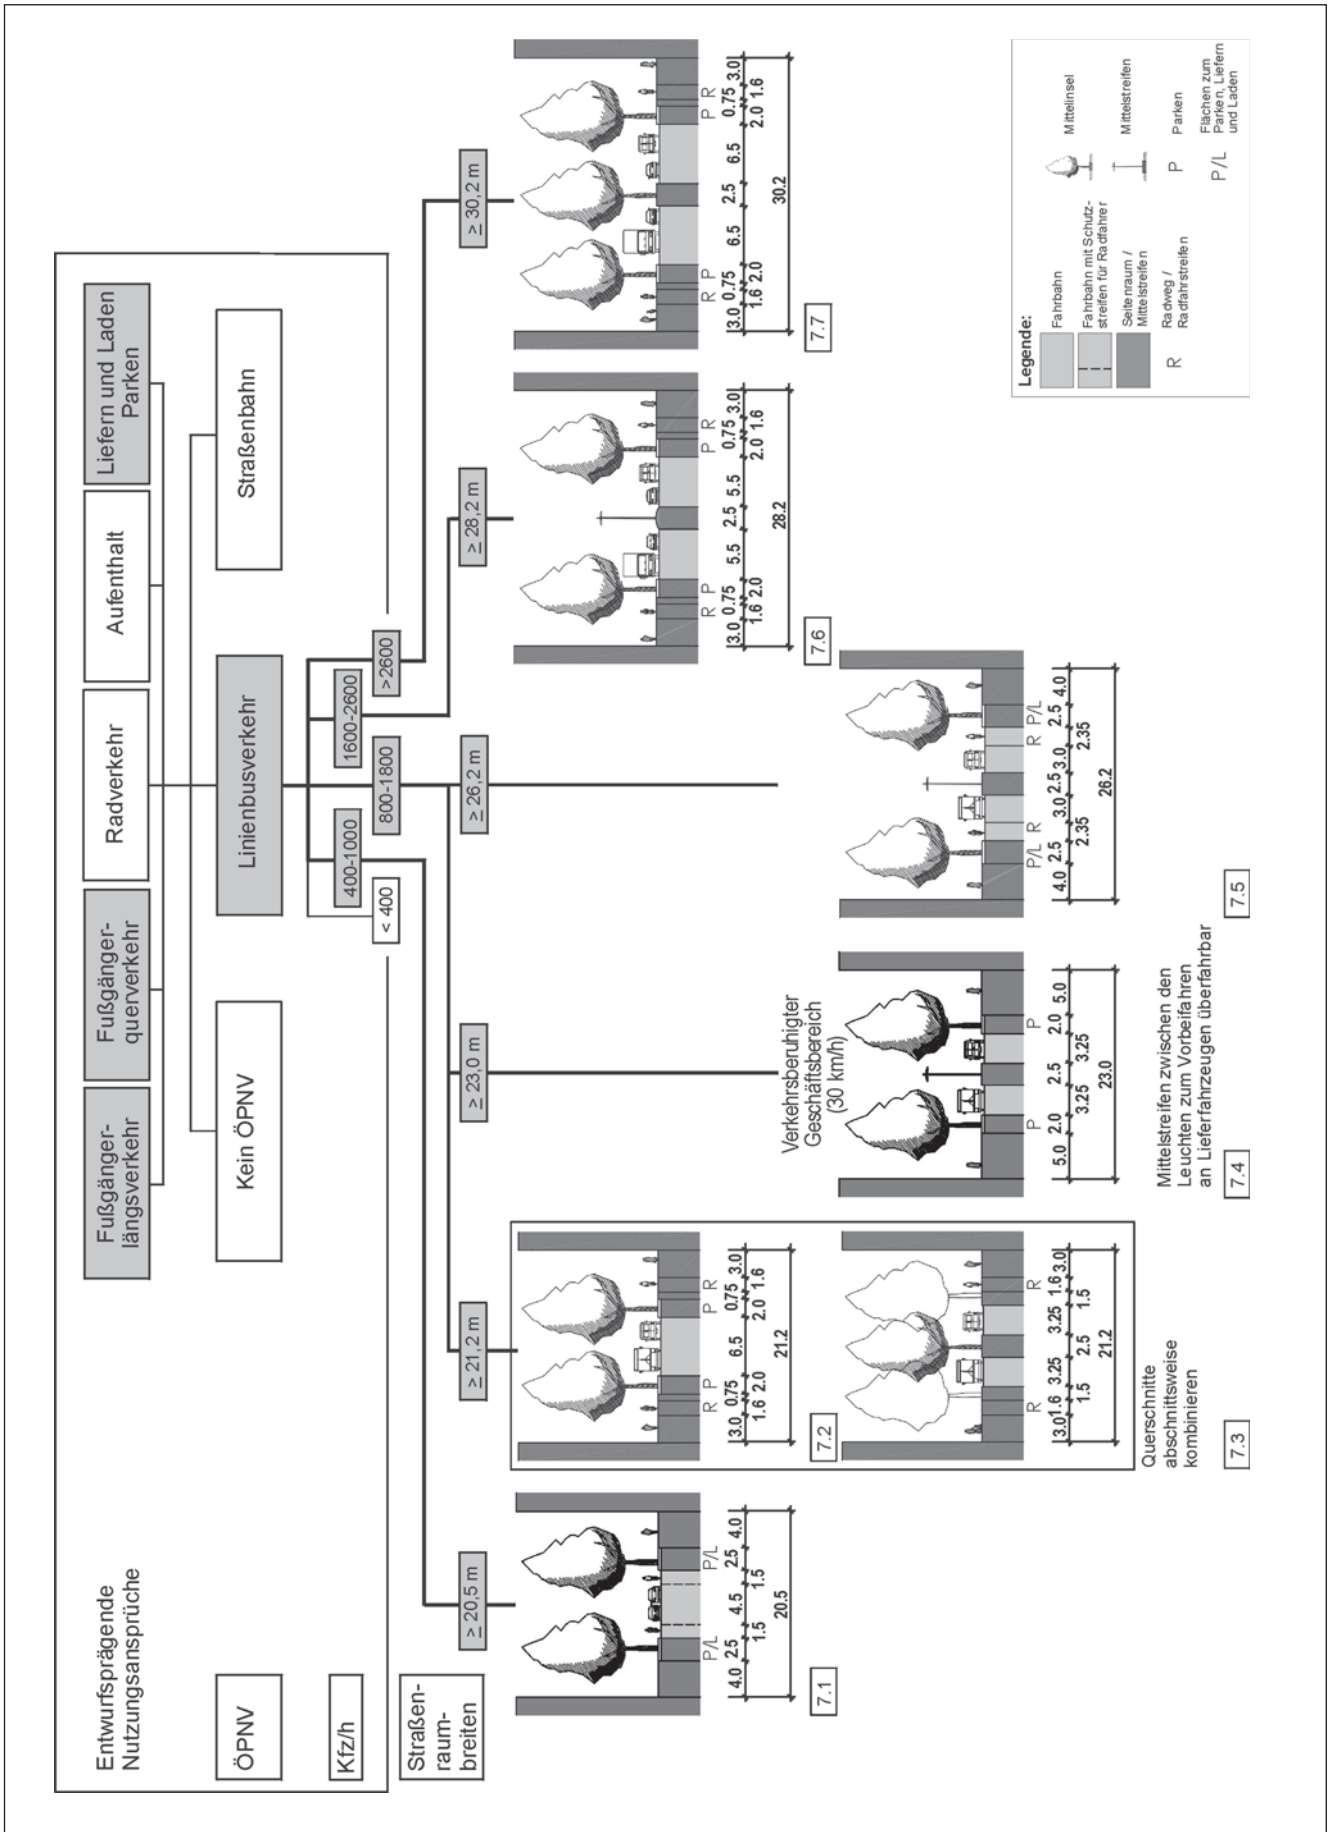 Entwurfsprägende
Nutzungsansprüche
Fußgänger-
längsverkehr
Fußgänger-
querverkehr
Radverkehr
Aufenthalt
Liefern und Laden
Parken
ÖPNV
Kein ÖPNV
Linienbusverkehr
Straßenbahn
Kfz/h
< 400
400-1000
800-1800
1600-2600
>2600
Straßen-
raum-
breiten
≥ 20,5 m
≥ 21,2 m
≥ 23,0 m
≥ 26,2 m
≥ 28,2 m
≥ 30,2 m
P/L P/L
4.0 2.5 4.5 2.5 4.0
1.5 1.5
20.5
7.1
R P P R
3.0 0.75 6.5 0.75 3.0
1.6 2.0 2.0 1.6
21.2
7.2
R R
3.0 1.6 3.25 3.25 1.6 3.0
1.5 2.5 1.5
21.2
Querschnitte
abschnittsweise
kombinieren
7.3
Verkehrsberuhigter
Geschäftsbereich
(30 km/h)
P P
5.0 2.0 2.5 2.0 5.0
3.25 3.25
23.0
Mittelstreifen zwischen den
Leuchten zum Vorbeifahren
an Lieferfahrzeugen überfahrbar
7.4
P/L R R P/L
4.0 2.5 3.0 2.5 3.0 2.5 4.0
2.35 2.35
26.2
7.5
R P P R
3.0 0.75 5.5 2.5 5.5 0.75 3.0
1.6 2.0 2.0 1.6
28.2
7.6
R P P R
3.0 0.75 6.5 2.5 6.5 0.75 3.0
1.6 2.0 2.0 1.6
30.2
7.7
Legende:
Fahrbahn
Fahrbahn mit Schutz-
streifen für Radfahrer
Seitenraum /
Mittelstreifen
R Radweg /
Radfahrstreifen
Mittelinsel
Mittelstreifen
P Parken
P/L Flächen zum
Parken, Liefern
und Laden